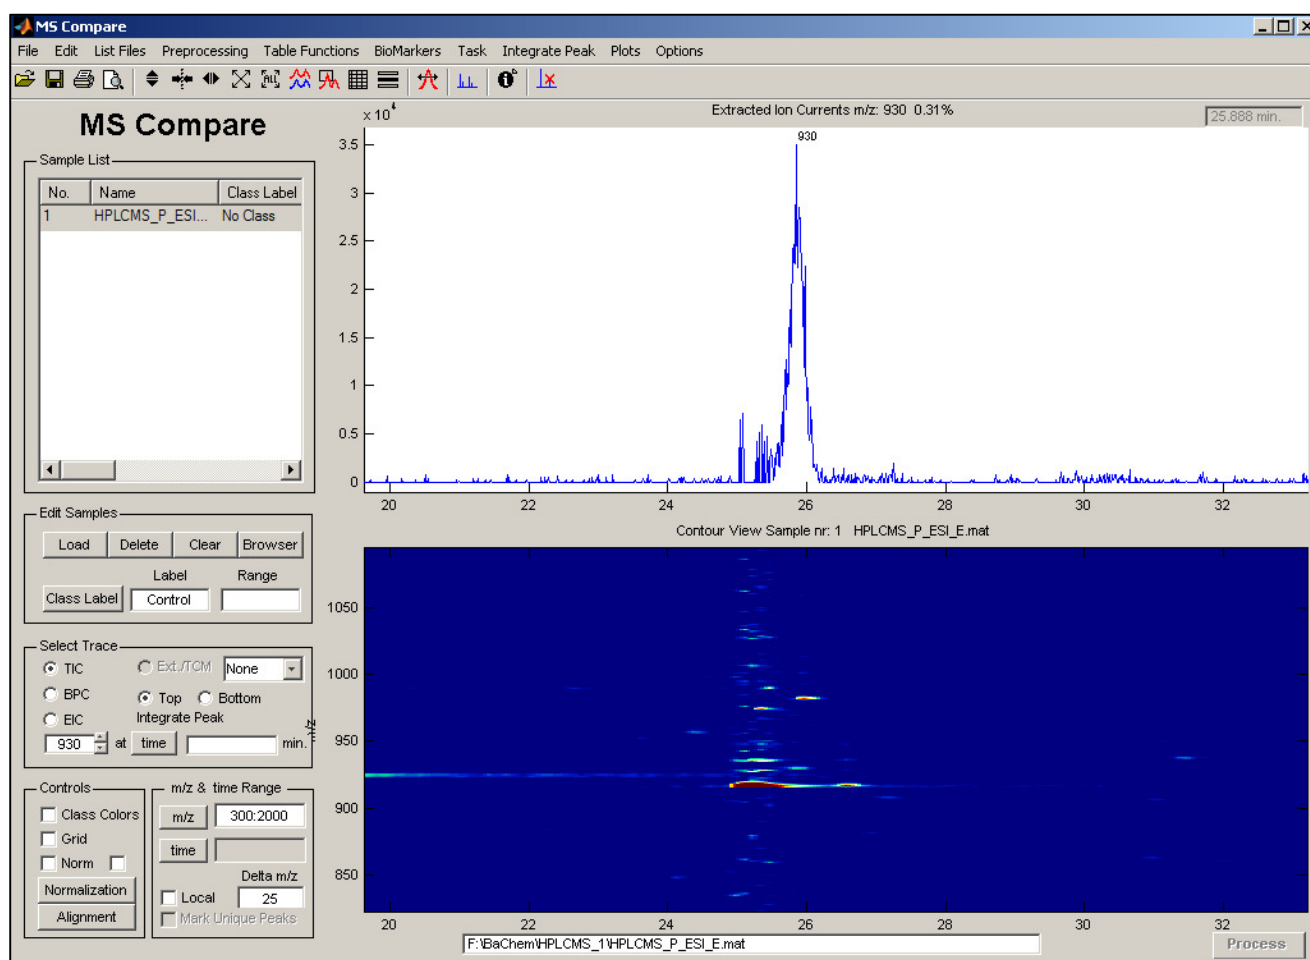 MS Compare
File Edit List Files Preprocessing Table Functions BioMarkers Task Integrate Peak Plots Options
MS Compare
Sample List
No. Name Class Label
1 HPLCMS_P_ESI... No Class
Edit Samples
Load Delete Clear Browser
Label Range
Class Label Control
Select Trace
TIC Ext./TCM None
BPC Top Bottom
EIC Integrate Peak
930 at time min.
Controls
Class Colors
Grid
Norm
Normalization
Alignment
m/z & time Range
m/z 300:2000
time
Delta m/z
Local 25
Mark Unique Peaks
x 10^4
Extracted Ion Currents m/z: 930 0.31%
25.888 min.
930
3.5
3
2.5
2
1.5
1
0.5
0
20 22 24 26 28 30 32
Contour View Sample nr: 1 HPLCMS_P_ESI_E.mat
m/z
1050
1000
950
900
850
20 22 24 26 28 30 32
F:\BaChem\HPLCMS_1\HPLCMS_P_ESI_E.mat
Process